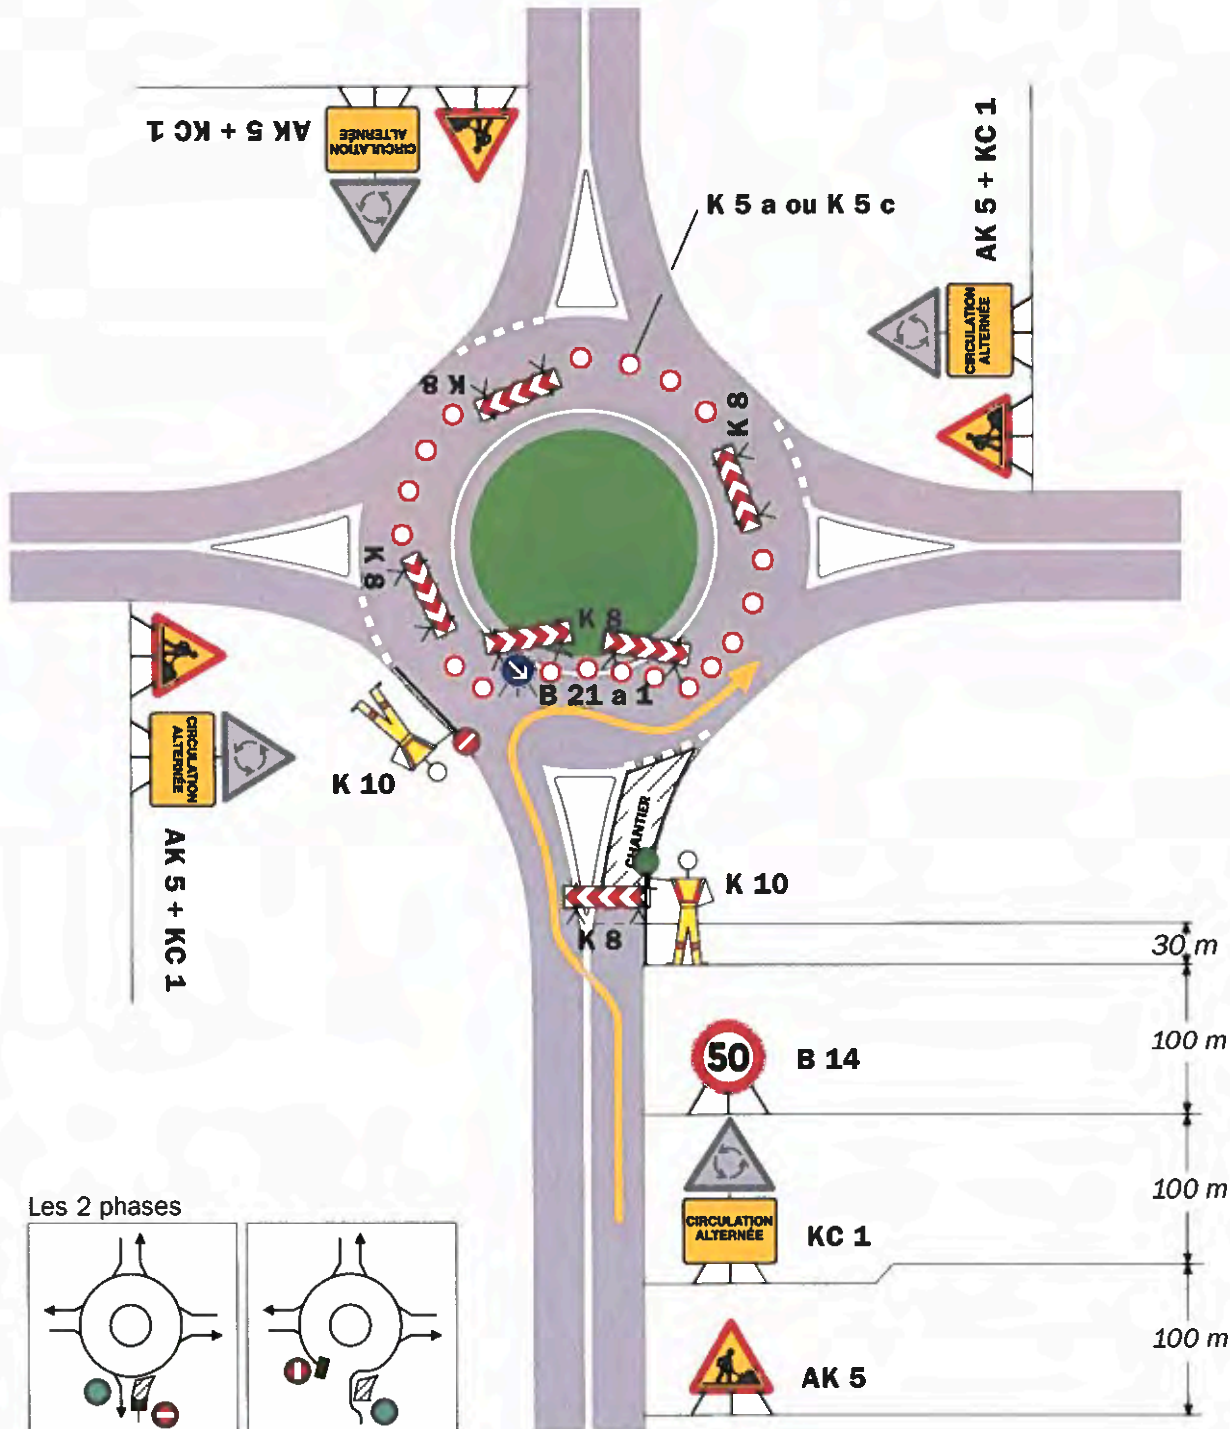 AK 5 + KC 1
CIRCULATION
ALTERNÉE
K 5 a ou K 5 c
AK 5 + KC 1
CIRCULATION
ALTERNÉE
K 8
K 8
K 8
K 8
B 21 a 1
K 10
CIRCULATION
ALTERNÉE
AK 5 + KC 1
CHANTIER
K 10
K 8
30 m
100 m
50
B 14
100 m
CIRCULATION
ALTERNÉE
KC 1
100 m
AK 5
Les 2 phases